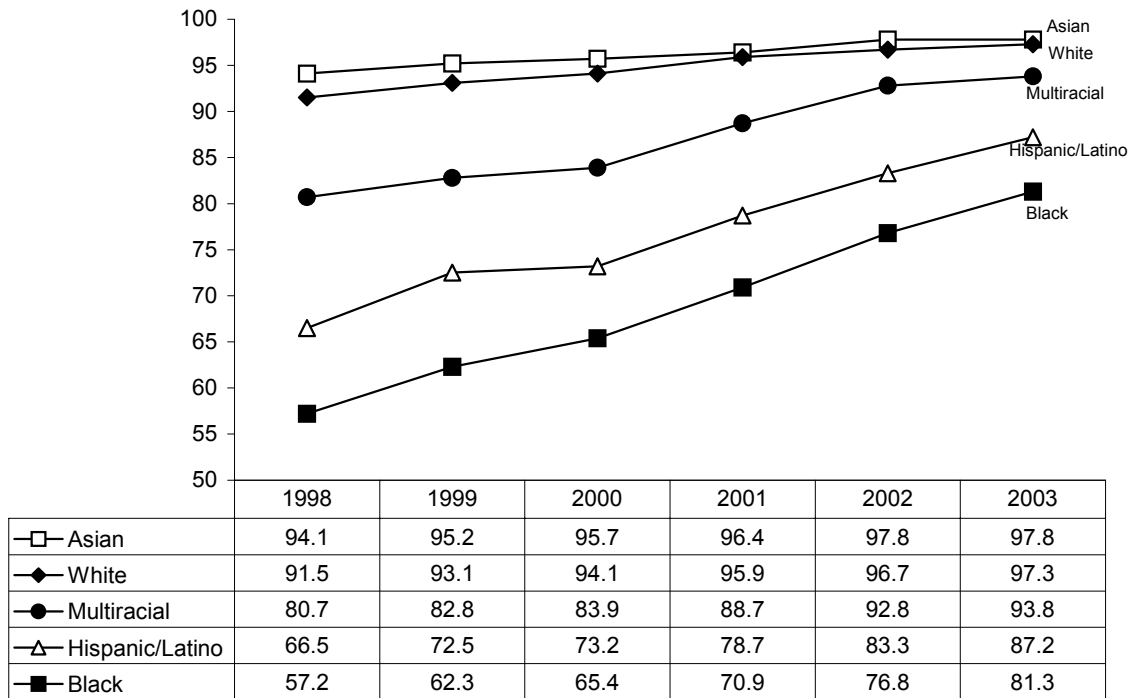 100
95
90
85
80
75
70
65
60
55
50
Asian
White
Multiracial
Hispanic/Latino
Black
1998 1999 2000 2001 2002 2003
Asian 94.1 95.2 95.7 96.4 97.8 97.8
White 91.5 93.1 94.1 95.9 96.7 97.3
Multiracial 80.7 82.8 83.9 88.7 92.8 93.8
Hispanic/Latino 66.5 72.5 73.2 78.7 83.3 87.2
Black 57.2 62.3 65.4 70.9 76.8 81.3